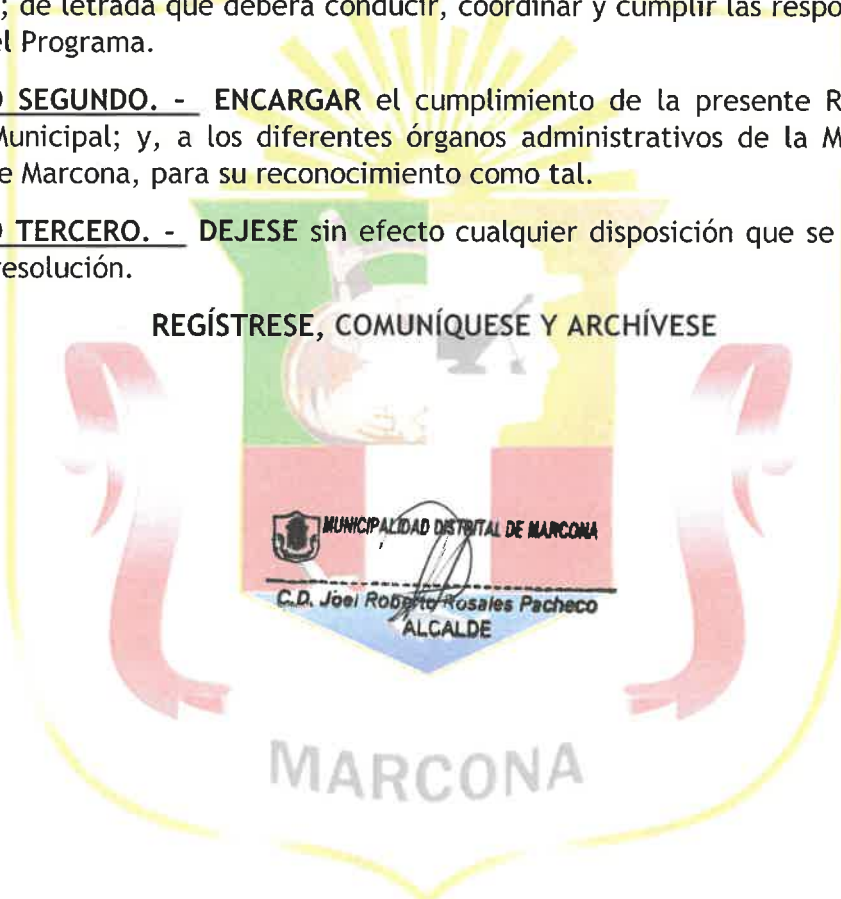 ; de letrada que deberá conducir, coordinar y cumplir las respo
el Programa.
O SEGUNDO. - ENCARGAR el cumplimiento de la presente R
Municipal; y, a los diferentes órganos administrativos de la M
e Marcona, para su reconocimiento como tal.
O TERCERO. - DEJESE sin efecto cualquier disposición que se
resolución.
REGÍSTRESE, COMUNÍQUESE Y ARCHÍVESE
MUNICIPALIDAD DISTRITAL DE MARCONA
C.D. Joel Roberto Rosales Pacheco
ALCALDE
MARCONA